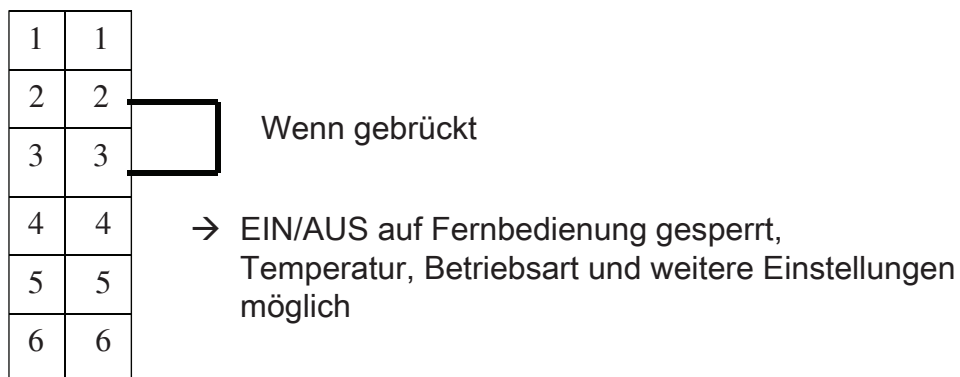 1 1
2 2
3 3
4 4
5 5
6 6
Wenn gebrückt
→ EIN/AUS auf Fernbedienung gesperrt,
Temperatur, Betriebsart und weitere Einstellungen
möglich